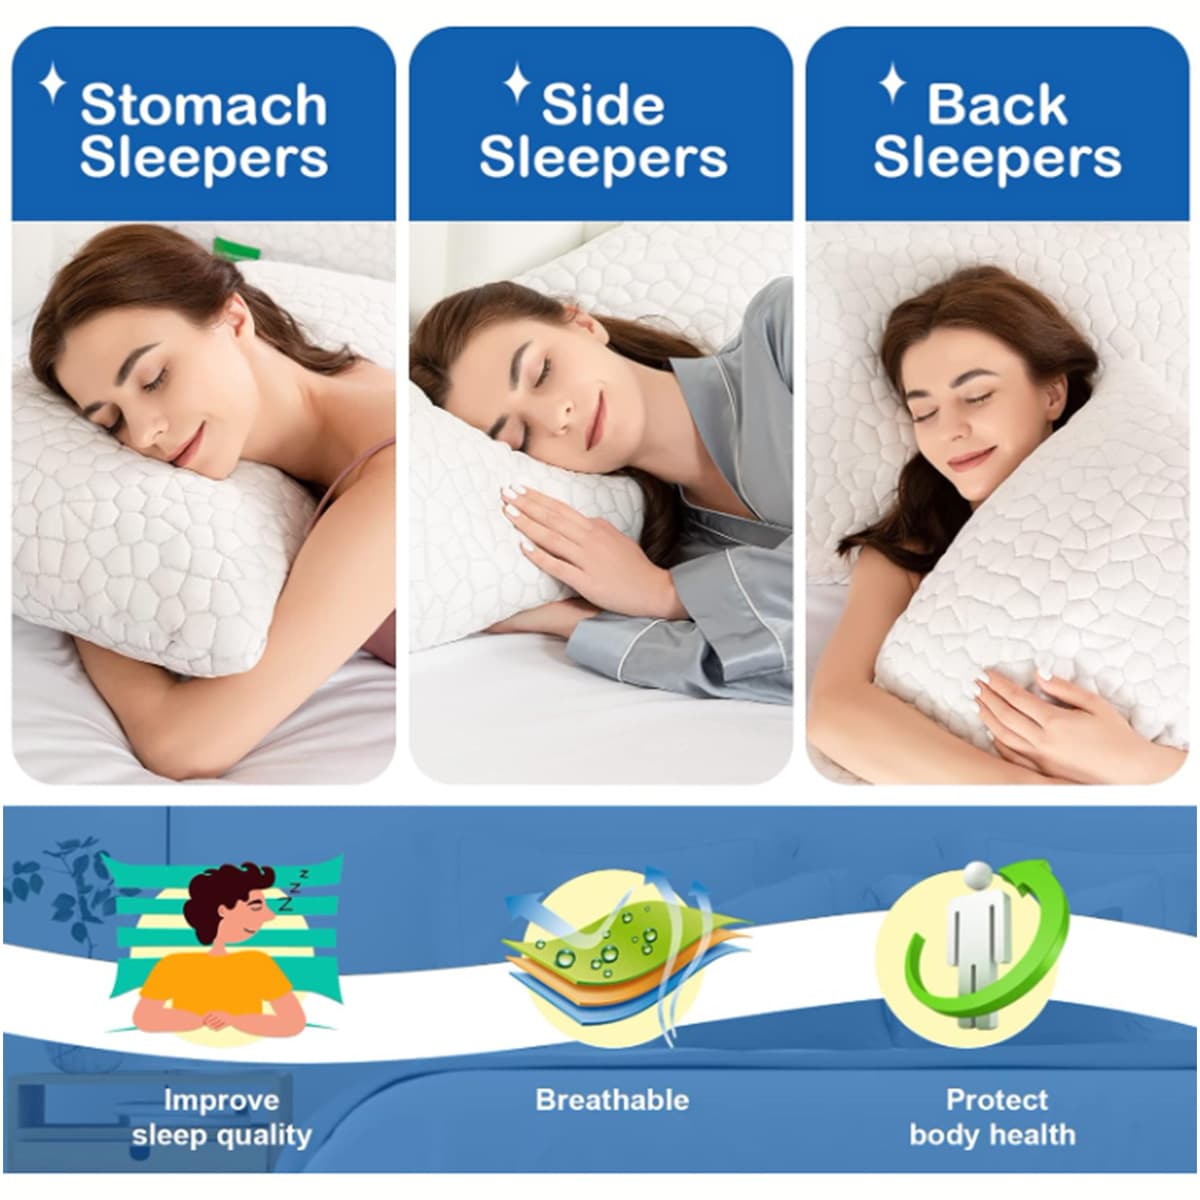 Stomach
Sleepers
Side
Sleepers
Back
Sleepers
z
z
z
Improve
sleep quality
Breathable
Protect
body health